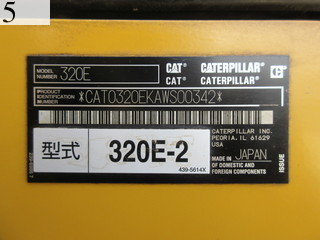 5
MODEL NUMBER 320E CAT CATERPILLAR
CAT CATERPILLAR
PRODUCT IDENTIFICATION NUMBER *CAT0320EKAWS00342*
CATERPILLAR INC.
PEORIA, IL 61629
USA
MADE IN JAPAN
OF DOMESTIC AND
FOREIGN COMPONENTS
ISSUE
型式 320E-2
439-5614X